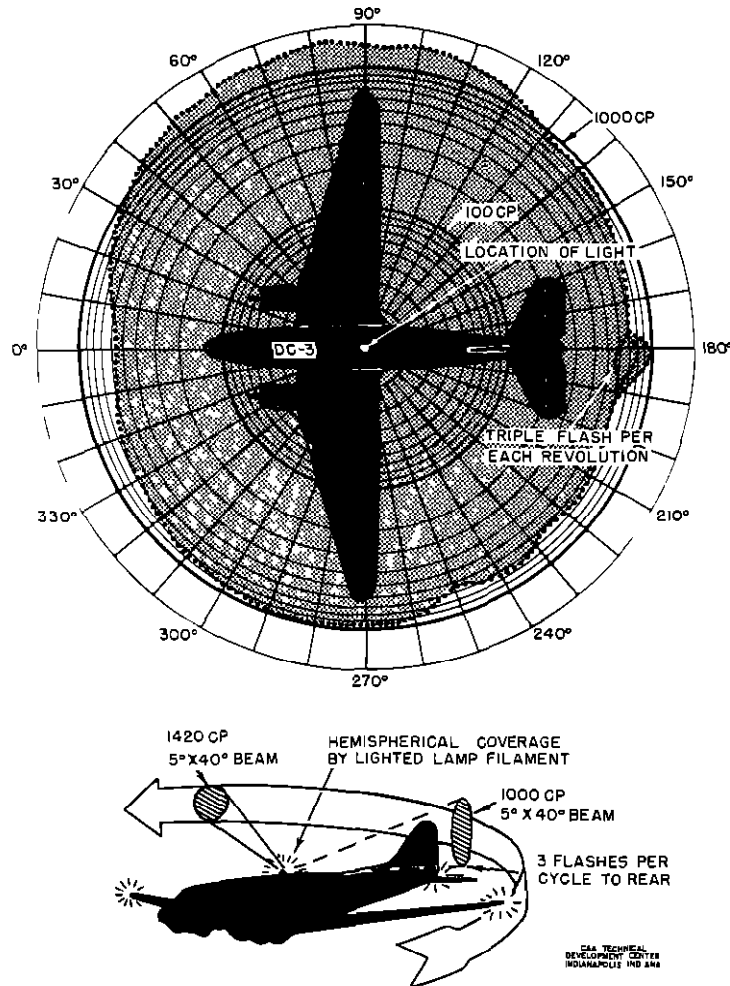 90°
60°
120°
1000 CP
30°
150°
100 CP
LOCATION OF LIGHT
0°
DC-3
180°
TRIPLE FLASH PER
EACH REVOLUTION
330°
210°
300°
240°
270°
1420 CP
5° X 40° BEAM
HEMISPHERICAL COVERAGE
BY LIGHTED LAMP FILAMENT
1000 CP
5° X 40° BEAM
3 FLASHES PER
CYCLE TO REAR
CAA TECHNICAL
DEVELOPMENT CENTER
INDIANAPOLIS INDIANA